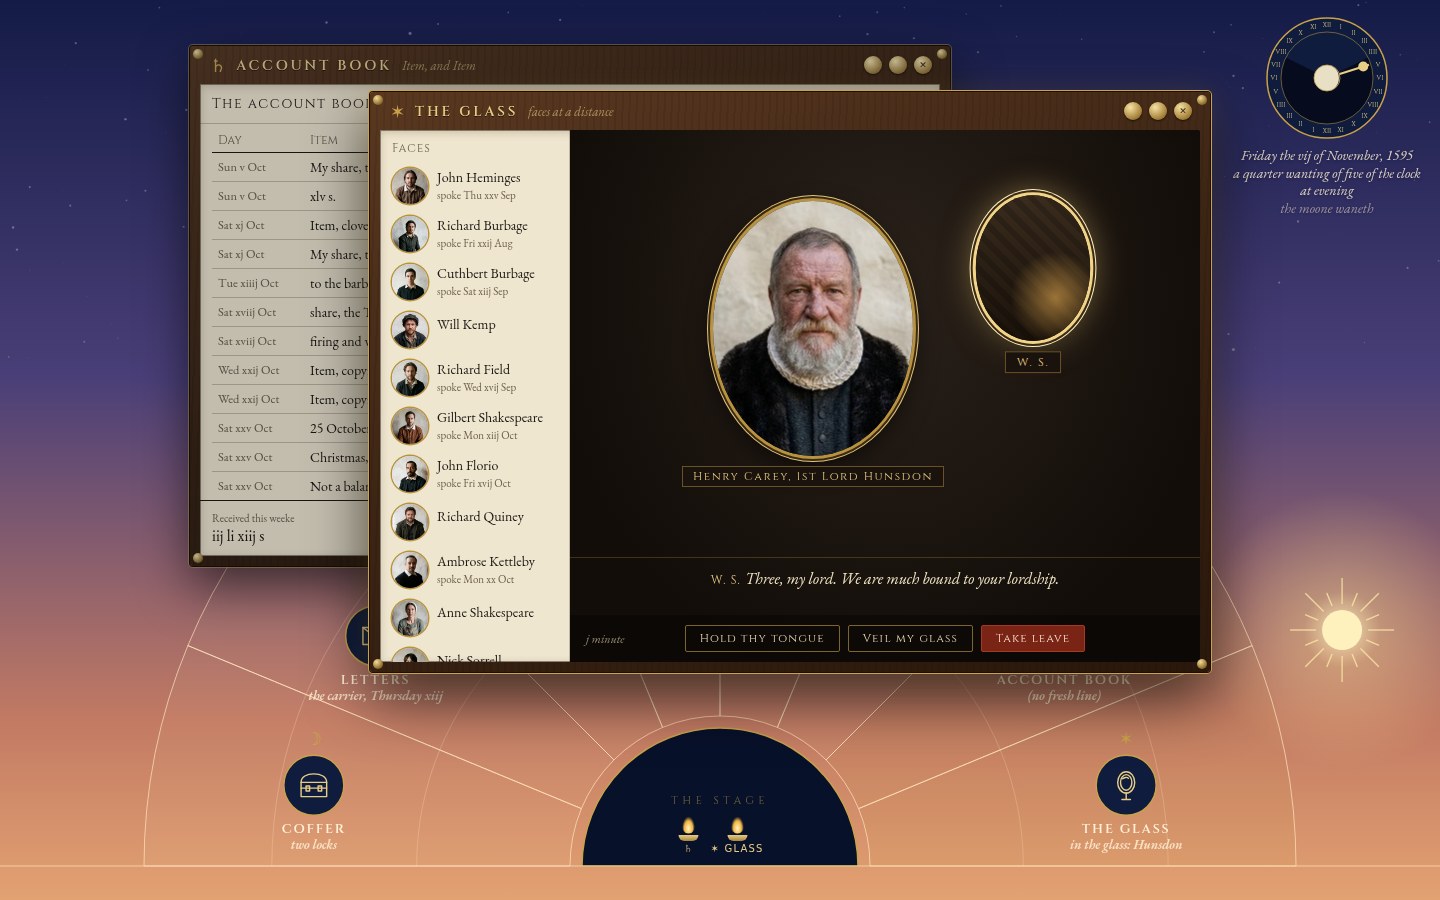 ACCOUNT BOOK Item, and Item
THE ACCOUNT BOO
DAY ITEM
Sun v Oct My share, t
Sun v Oct xlv s.
Sat xj Oct Item, clove
Sat xj Oct My share, t
Tue xiiij Oct to the barb
Sat xviij Oct share, the T
Sat xviij Oct firing and v
Wed xxij Oct Item, copy
Wed xxij Oct Item, copy
Sat xxv Oct 25 Octobe
Sat xxv Oct Christmas,
Sat xxv Oct Not a bala
Received this weeke
iij li xiij s
THE GLASS faces at a distance
FACES
John Heminges
spoke Thu xxv Sep
Richard Burbage
spoke Fri xxij Aug
Cuthbert Burbage
spoke Sat xiij Sep
Will Kemp
Richard Field
spoke Wed xvij Sep
Gilbert Shakespeare
spoke Mon xiij Oct
John Florio
spoke Fri xvij Oct
Richard Quiney
Ambrose Kettleby
spoke Mon xx Oct
Anne Shakespeare
Nick Sorrell
HENRY CAREY, 1ST LORD HUNSDON
W. S.
W. S. Three, my lord. We are much bound to your lordship.
j minute
HOLD THY TONGUE
VEIL MY GLASS
TAKE LEAVE
Friday the vij of November, 1595
a quarter wanting of five of the clock
at evening
the moone waneth
LETTERS
the carrier, Thursday xiij
ACCOUNT BOOK
(no fresh line)
COFFER
two locks
THE STAGE
♄ ✶ GLASS
THE GLASS
in the glass: Hunsdon